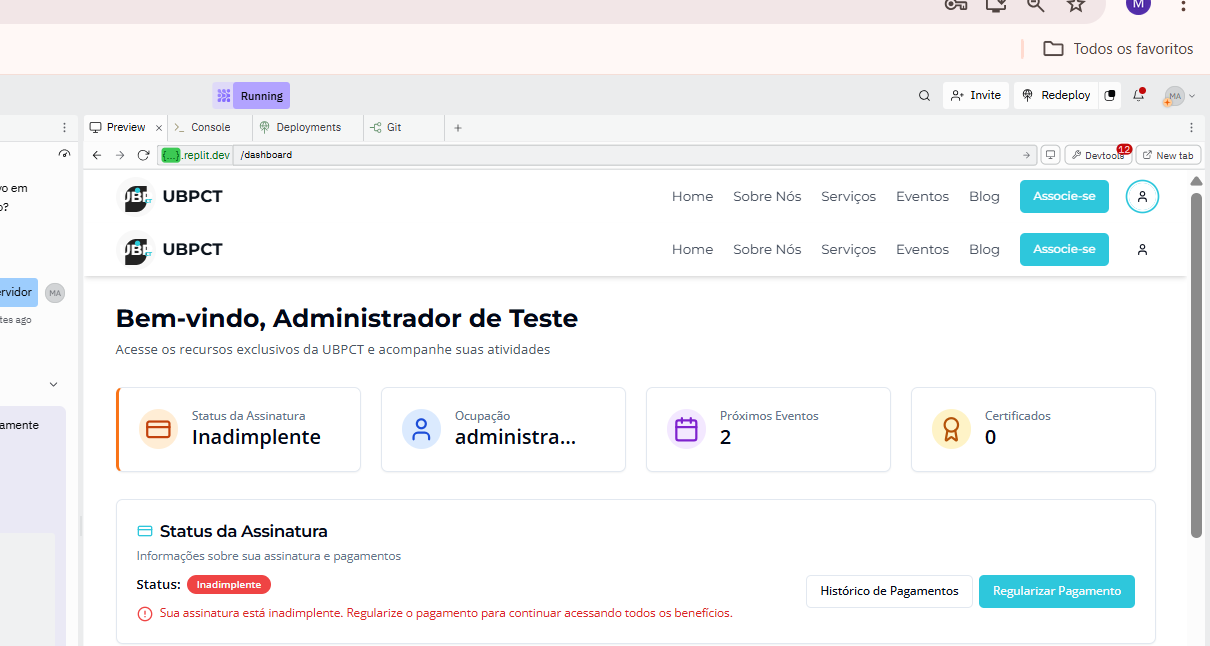 M
Todos os favoritos
Running
Invite
Redeploy
MA
Preview
Console
Deployments
Git
{...}.replit.dev
/dashboard
Devtools
12
New tab
vo em
o?
UBPCT
Home
Sobre Nós
Serviços
Eventos
Blog
Associe-se
UBPCT
Home
Sobre Nós
Serviços
Eventos
Blog
Associe-se
ervidor
MA
tes ago
amente
Bem-vindo, Administrador de Teste
Acesse os recursos exclusivos da UBPCT e acompanhe suas atividades
Status da Assinatura
Inadimplente
Ocupação
administra...
Próximos Eventos
2
Certificados
0
Status da Assinatura
Informações sobre sua assinatura e pagamentos
Status: Inadimplente
Sua assinatura está inadimplente. Regularize o pagamento para continuar acessando todos os benefícios.
Histórico de Pagamentos
Regularizar Pagamento